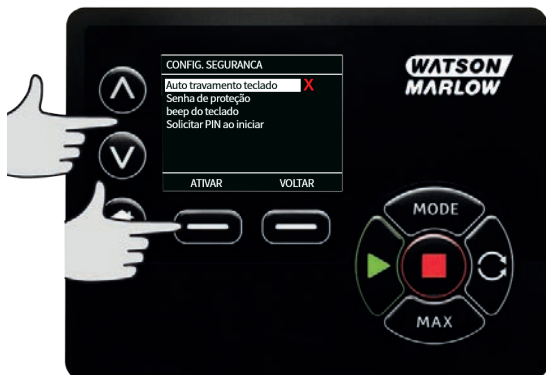 CONFIG. SEGURANCA
WATSON
MARLOW
Auto travamento teclado X
Senha de proteção
beep do teclado
Solicitar PIN ao iniciar
ATIVAR VOLTAR
MODE
MAX